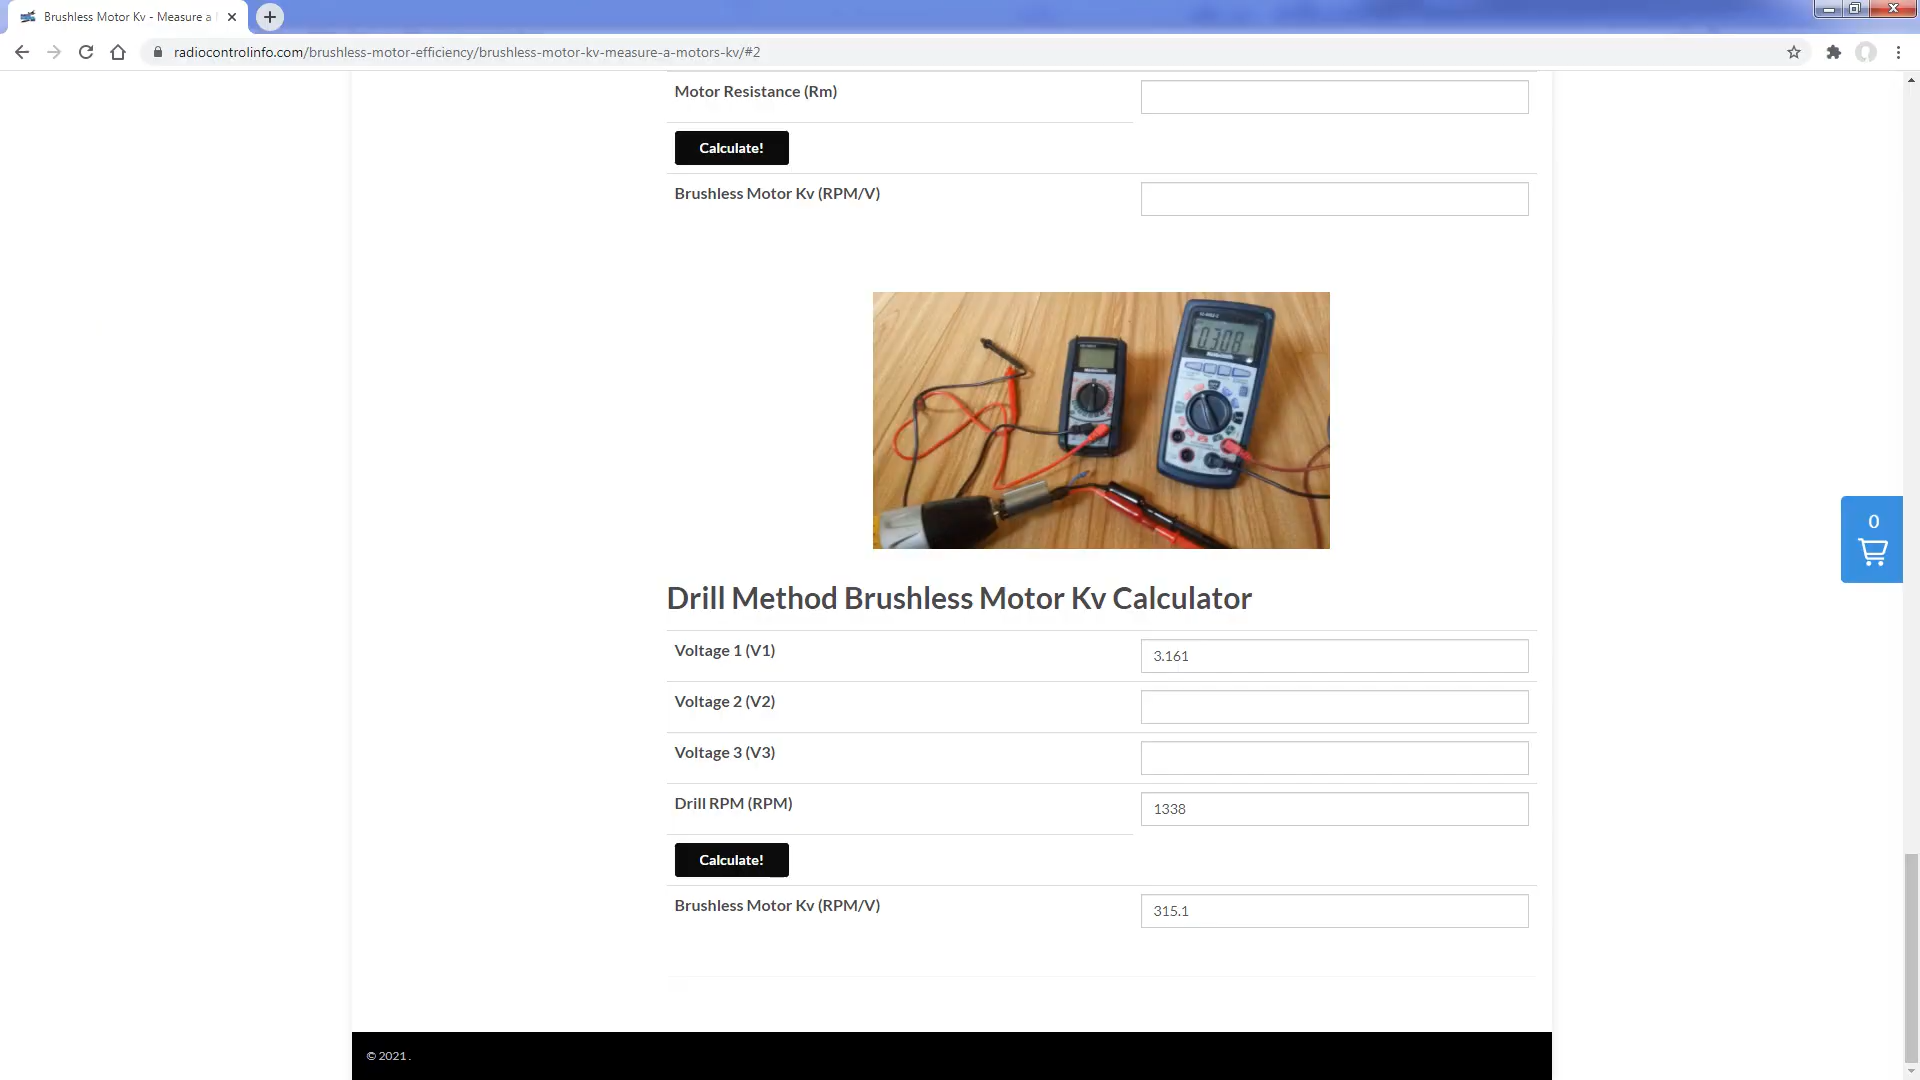 Brushless Motor Kv - Measure a
radiocontrolinfo.com/brushless-motor-efficiency/brushless-motor-kv-measure-a-motors-kv/#2
Motor Resistance (Rm)
Calculate!
Brushless Motor Kv (RPM/V)
0.308
0
Drill Method Brushless Motor Kv Calculator
Voltage 1 (V1)
3.161
Voltage 2 (V2)
Voltage 3 (V3)
Drill RPM (RPM)
1338
Calculate!
Brushless Motor Kv (RPM/V)
315.1
© 2021 .